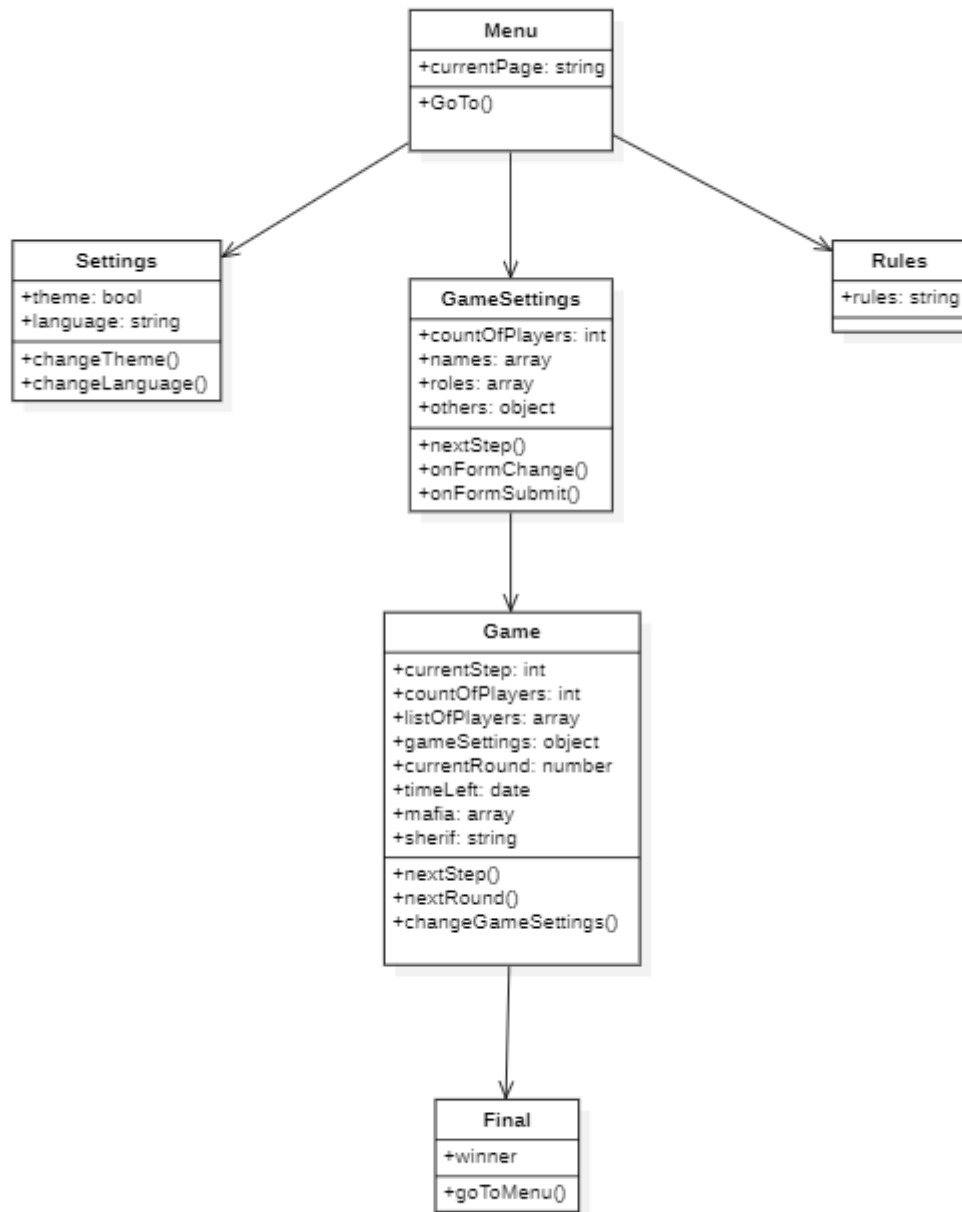 Menu
+currentPage: string
+GoTo()
Settings
+theme: bool
+language: string
+changeTheme()
+changeLanguage()
GameSettings
+countOfPlayers: int
+names: array
+roles: array
+others: object
+nextStep()
+onFormChange()
+onFormSubmit()
Rules
+rules: string
Game
+currentStep: int
+countOfPlayers: int
+listOfPlayers: array
+gameSettings: object
+currentRound: number
+timeLeft: date
+mafia: array
+sherif: string
+nextStep()
+nextRound()
+changeGameSettings()
Final
+winner
+goToMenu()